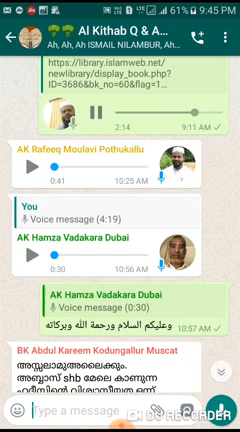 61% 9:45 PM
Al Kithab Q & A...
Ah, Ah, Ah ISMAIL NILAMBUR, Ah...
https://library.islamweb.net/
newlibrary/display_book.php?
ID=3686&bk_no=60&flag=1...
2:14 9:11 AM
AK Rafeeq Moulavi Pothukallu
0:41 10:25 AM
You
Voice message (4:19)
AK Hamza Vadakara Dubai
0:30 10:56 AM
AK Hamza Vadakara Dubai
Voice message (0:30)
وعليكم السلام ورحمة الله وبركاته
10:57 AM
BK Abdul Kareem Kodungallur Muscat
അസ്സലാമുഅലൈക്കും.
അബ്ബാസ് shb മേലെ കാണുന്ന
Type a message
DU RECORDER